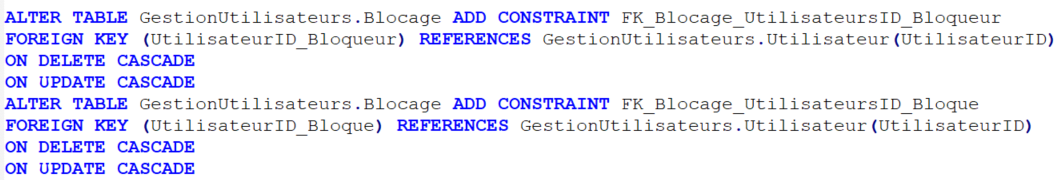 ALTER TABLE GestionUtilisateurs.Blocage ADD CONSTRAINT FK_Blocage_UtilisateursID_Bloqueur
FOREIGN KEY (UtilisateurID_Bloqueur) REFERENCES GestionUtilisateurs.Utilisateur(UtilisateurID)
ON DELETE CASCADE
ON UPDATE CASCADE
ALTER TABLE GestionUtilisateurs.Blocage ADD CONSTRAINT FK_Blocage_UtilisateursID_Bloque
FOREIGN KEY (UtilisateurID_Bloque) REFERENCES GestionUtilisateurs.Utilisateur(UtilisateurID)
ON DELETE CASCADE
ON UPDATE CASCADE